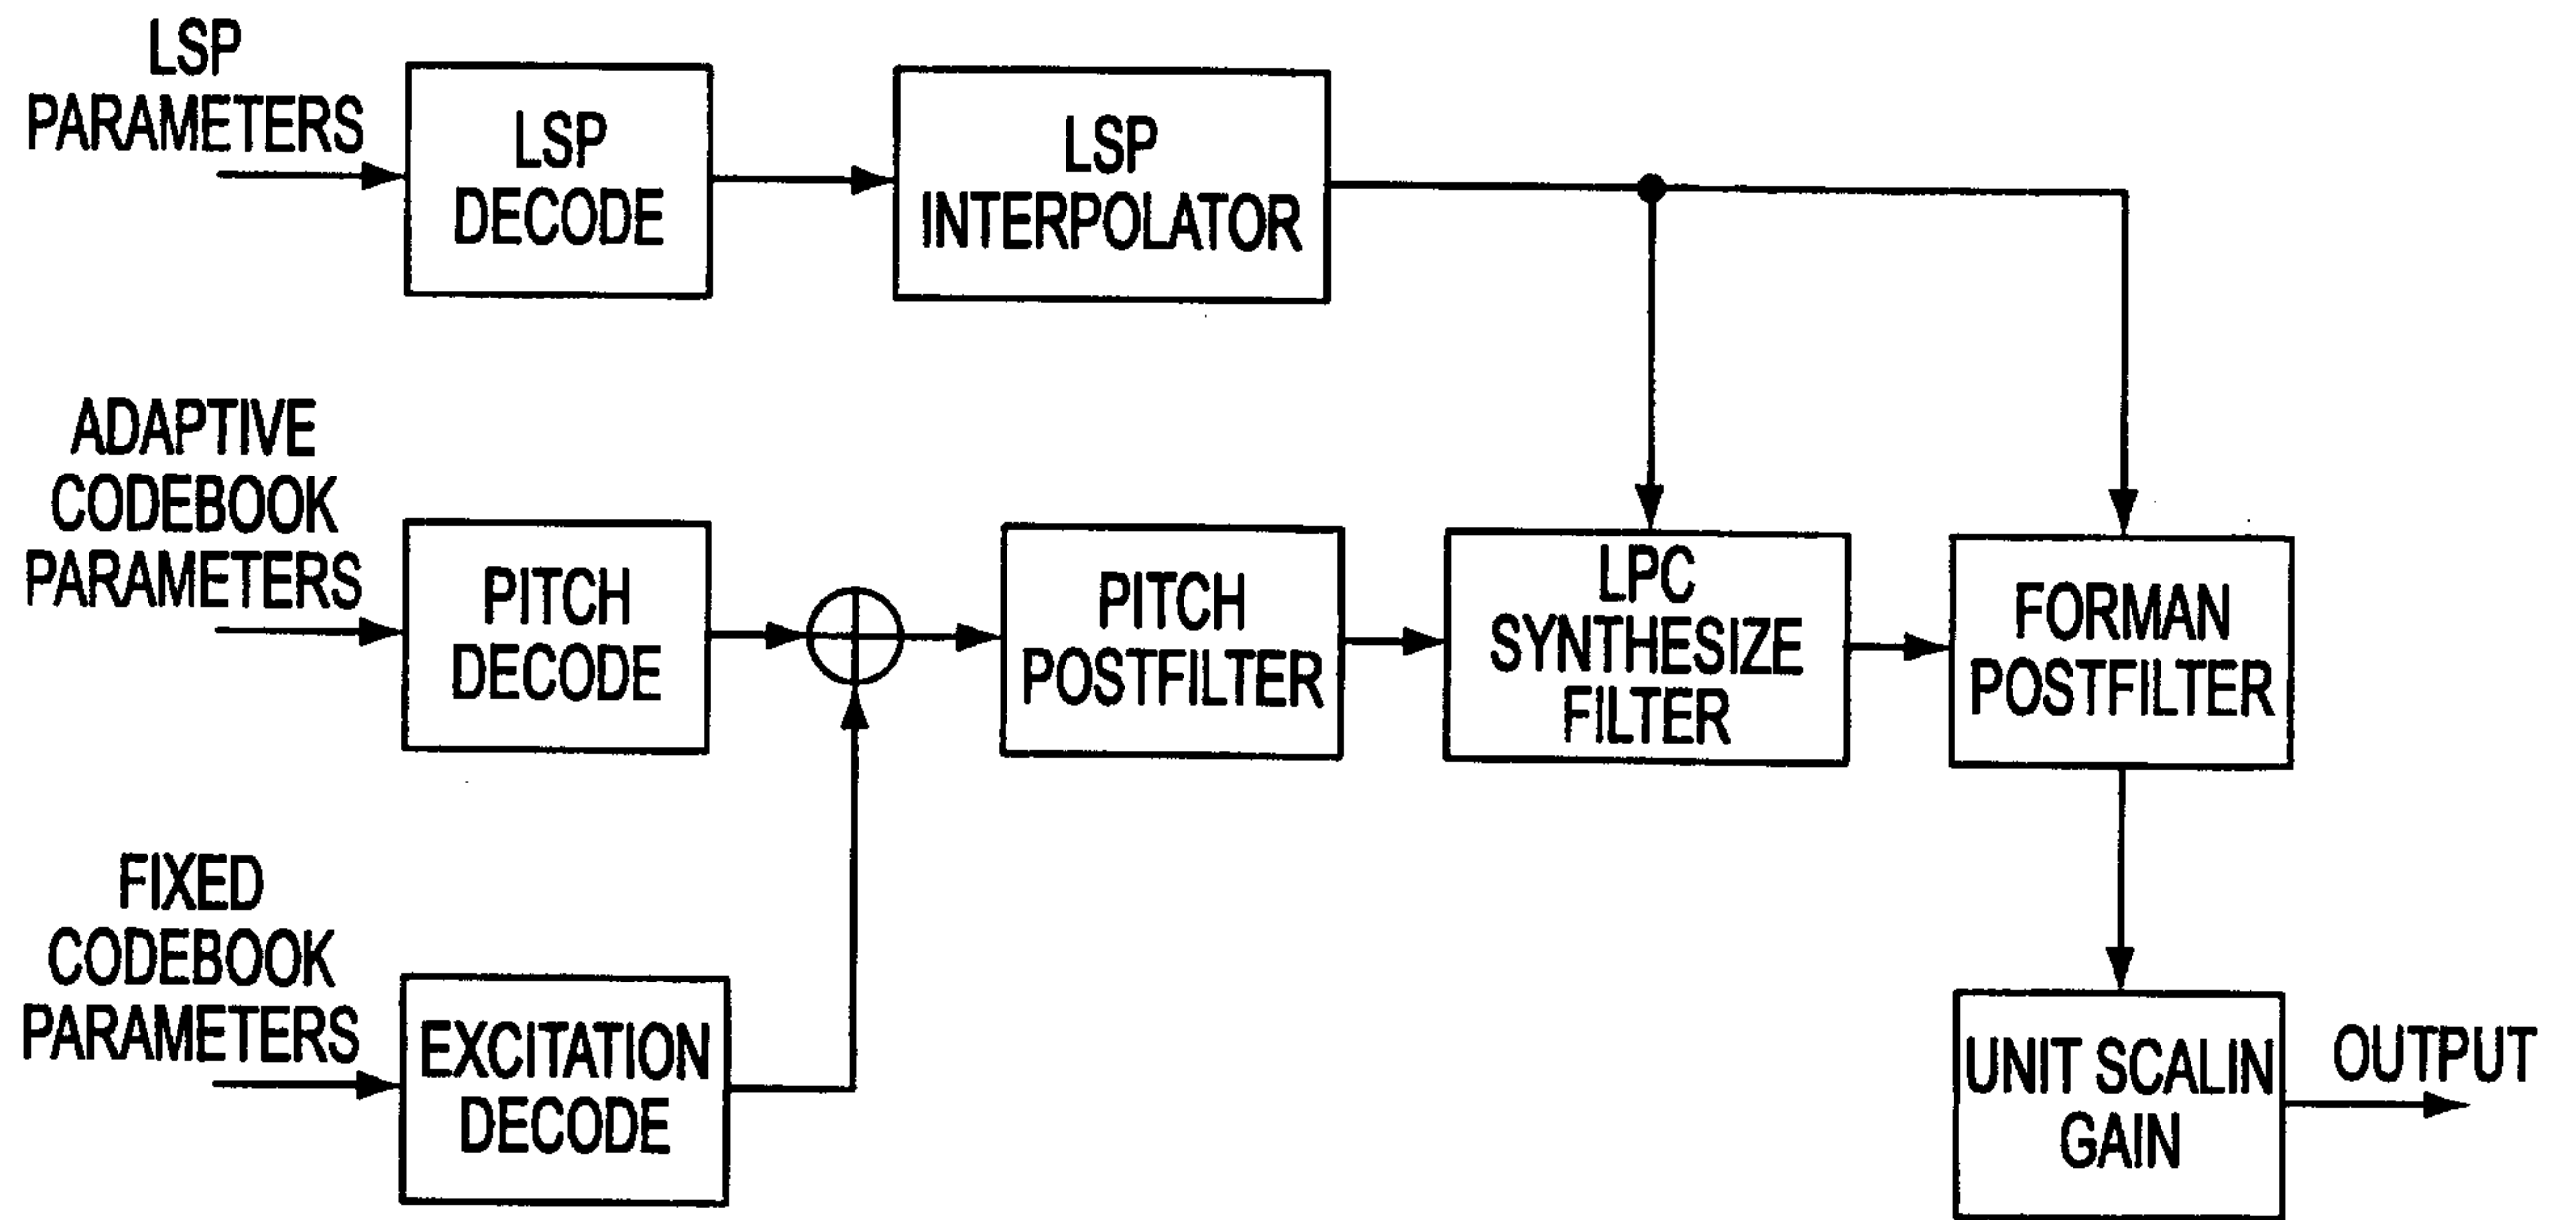 LSP
PARAMETERS
LSP
DECODE
LSP
INTERPOLATOR
ADAPTIVE
CODEBOOK
PARAMETERS
PITCH
DECODE
PITCH
POSTFILTER
LPC
SYNTHESIZE
FILTER
FORMAN
POSTFILTER
FIXED
CODEBOOK
PARAMETERS
EXCITATION
DECODE
UNIT SCALIN
GAIN
OUTPUT